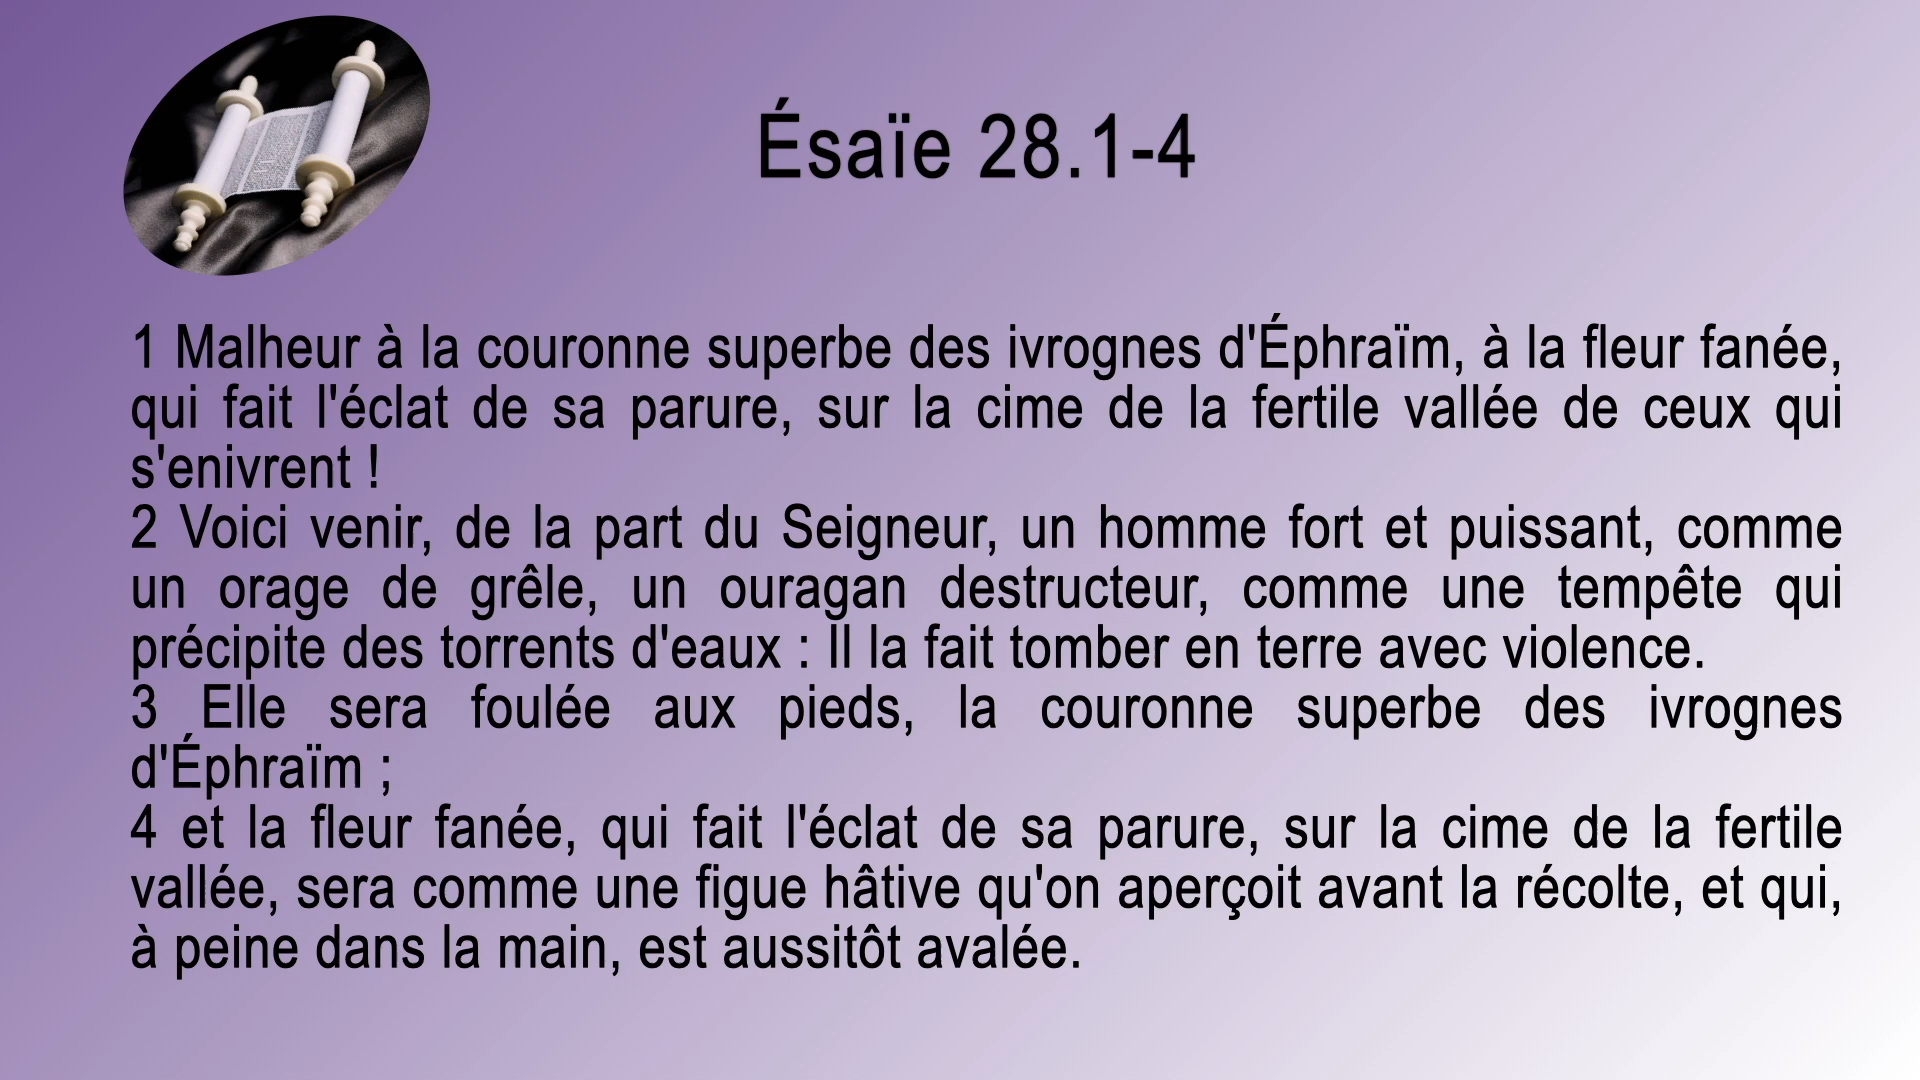 Ésaïe 28.1-4
1 Malheur à la couronne superbe des ivrognes d'Éphraïm, à la fleur fanée,
qui fait l'éclat de sa parure, sur la cime de la fertile vallée de ceux qui
s'enivrent !
2 Voici venir, de la part du Seigneur, un homme fort et puissant, comme
un orage de grêle, un ouragan destructeur, comme une tempête qui
précipite des torrents d'eaux : Il la fait tomber en terre avec violence.
3 Elle sera foulée aux pieds, la couronne superbe des ivrognes
d'Éphraïm ;
4 et la fleur fanée, qui fait l'éclat de sa parure, sur la cime de la fertile
vallée, sera comme une figue hâtive qu'on aperçoit avant la récolte, et qui,
à peine dans la main, est aussitôt avalée.